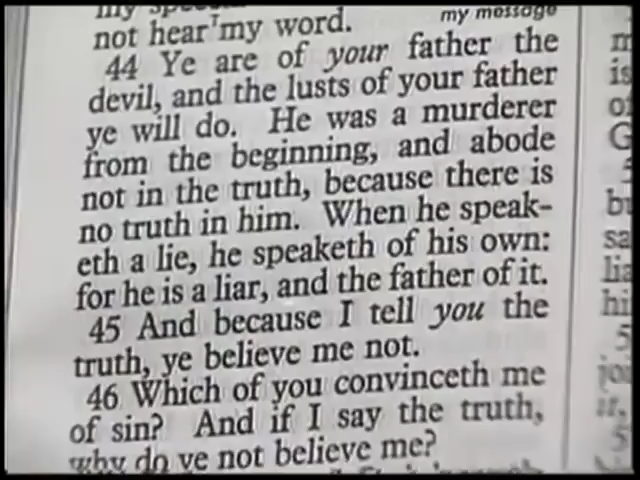 my
not hear my word.
my message
44 Ye are of your father the
devil, and the lusts of your father
ye will do. He was a murderer
from the beginning, and abode
not in the truth, because there is
no truth in him. When he speak-
eth a lie, he speaketh of his own:
for he is a liar, and the father of it.
45 And because I tell you the
truth, ye believe me not.
46 Which of you convinceth me
of sin? And if I say the truth,
why do ye not believe me?